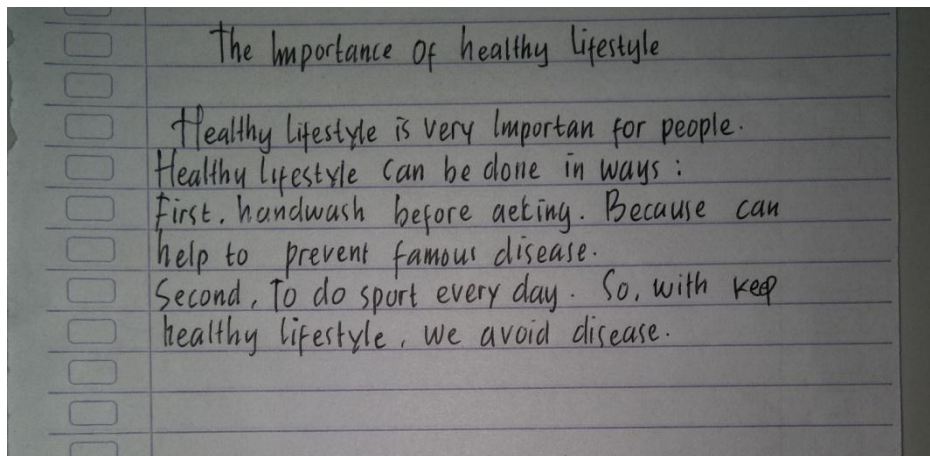 The Importance Of healthy lifestyle
Healthy lifestyle is very Importan for people.
Healthy lifestyle can be done in ways :
First. handwash before aeting. Because can
help to prevent famous disease.
Second, To do sport every day. So, with keep
healthy lifestyle, we avoid disease.